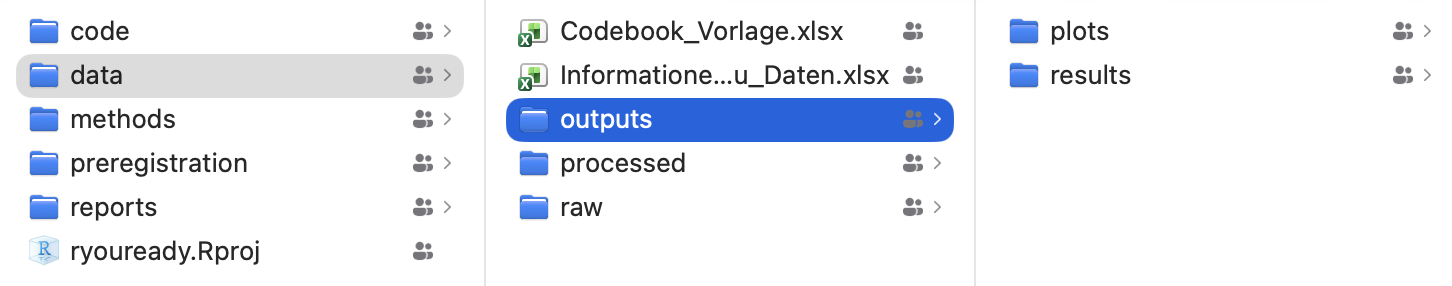 code
data
methods
preregistration
reports
ryouready.Rproj
Codebook_Vorlage.xlsx
Informatione...u_Daten.xlsx
outputs
processed
raw
plots
results